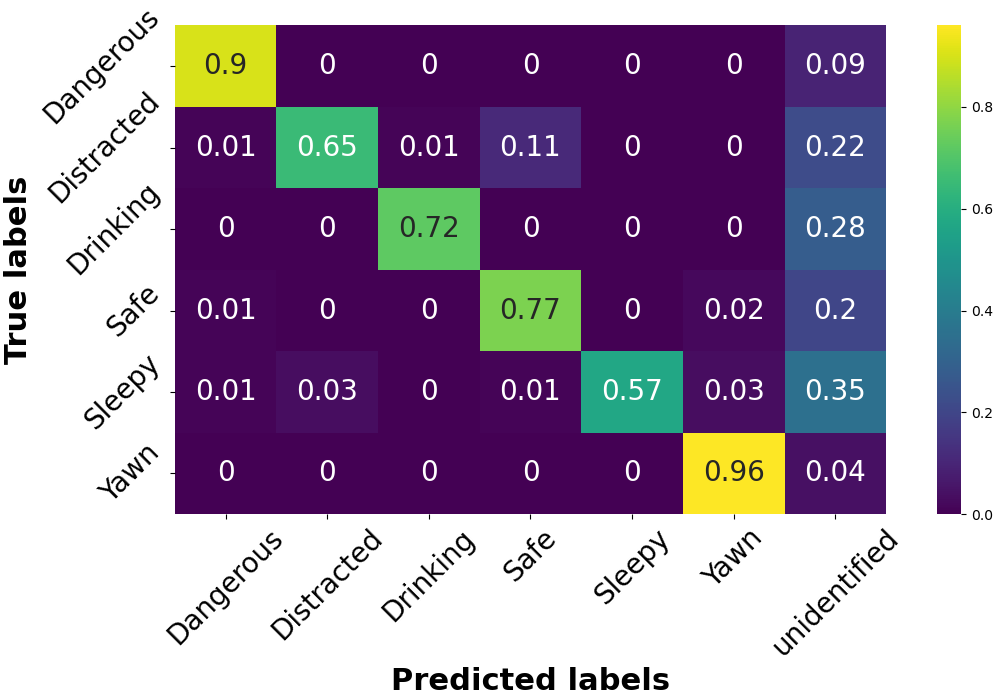 Dangerous 0.9 0 0 0 0 0 0.09
Distracted 0.01 0.65 0.01 0.11 0 0 0.22
Drinking 0 0 0.72 0 0 0 0.28
Safe 0.01 0 0 0.77 0 0.02 0.2
Sleepy 0.01 0.03 0 0.01 0.57 0.03 0.35
Yawn 0 0 0 0 0 0.96 0.04
True labels
Dangerous Distracted Drinking Safe Sleepy Yawn unidentified
Predicted labels
0.8
0.6
0.4
0.2
0.0